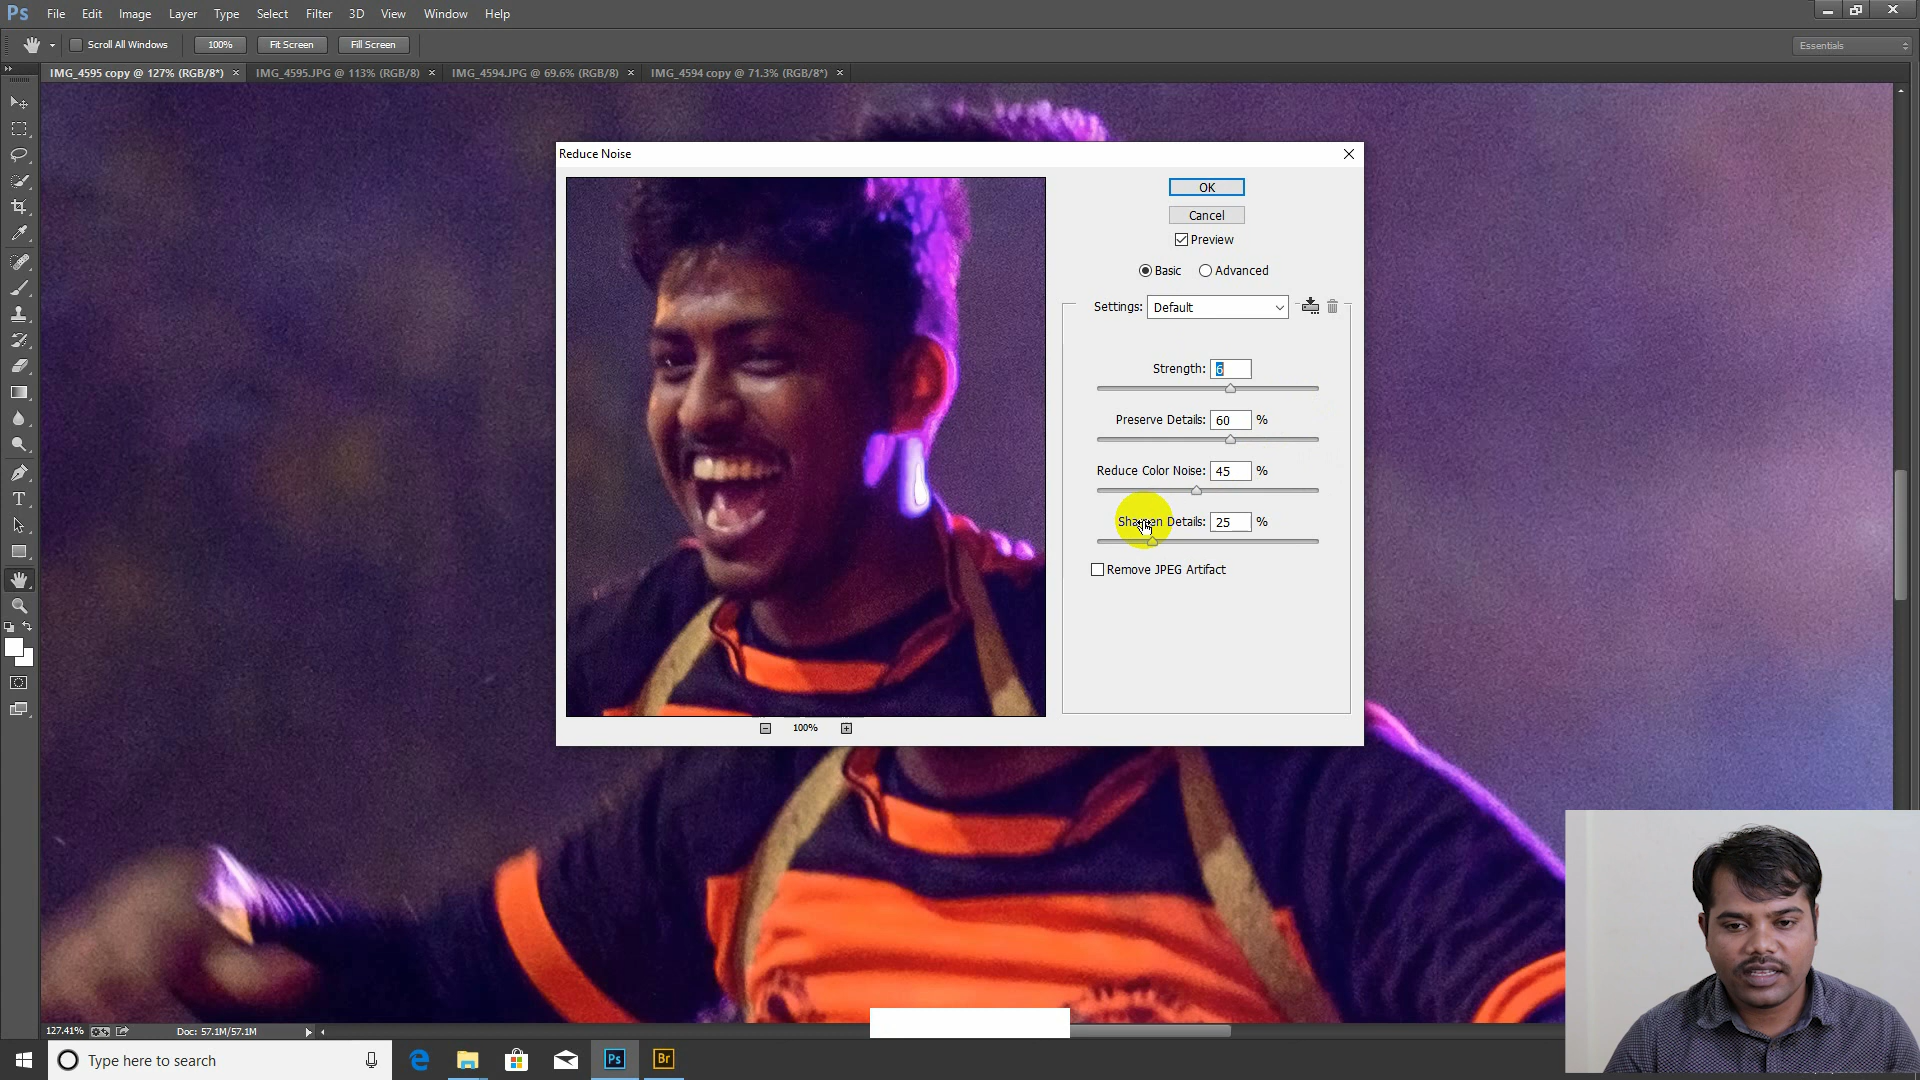 Ps File Edit Image Layer Type Select Filter 3D View Window Help
Scroll All Windows 100% Fit Screen Fill Screen Essentials
IMG_4595 copy @ 127% (RGB/8*) × IMG_4595.JPG @ 113% (RGB/8) × IMG_4594.JPG @ 69.6% (RGB/8) × IMG_4594 copy @ 71.3% (RGB/8*) ×
Reduce Noise
OK
Cancel
Preview
Basic Advanced
Settings: Default
Strength: 6
Preserve Details: 60 %
Reduce Color Noise: 45 %
Sharpen Details: 25 %
Remove JPEG Artifact
100%
127.41% Doc: 57.1M/57.1M
Type here to search Ps Br